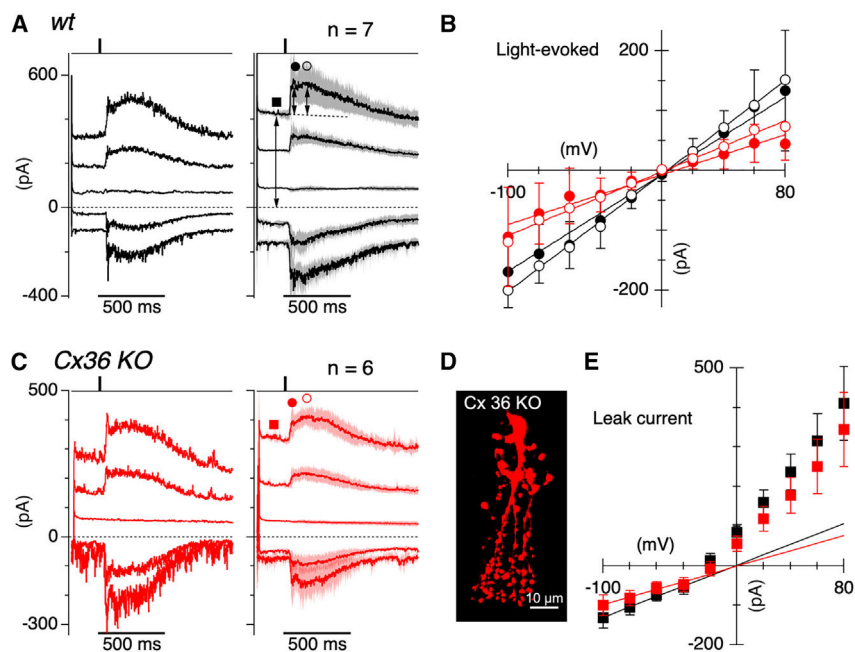 A wt
n = 7
600
(pA)
0
-400
500 ms
500 ms
B
Light-evoked
200
(mV)
-100
80
(pA)
-200
C Cx36 KO
n = 6
500
(pA)
0
-300
500 ms
500 ms
D
Cx 36 KO
10 µm
E
500
Leak current
(mV)
-100
80
(pA)
-200